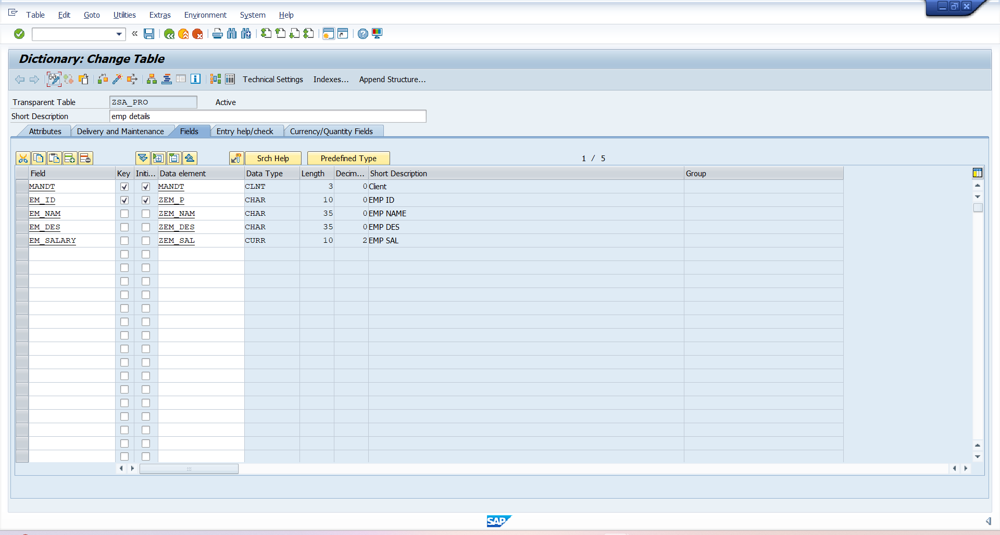 Table Edit Goto Utilities Extras Environment System Help
Dictionary: Change Table
Technical Settings Indexes... Append Structure...
Transparent Table ZSA_PRO Active
Short Description emp details
Attributes Delivery and Maintenance Fields Entry help/check Currency/Quantity Fields
Srch Help Predefined Type 1 / 5
Field Key Initi... Data element Data Type Length Decim... Short Description Group
MANDT MANDT CLNT 3 0 Client
EM_ID ZEM_P CHAR 10 0 EMP ID
EM_NAM ZEM_NAM CHAR 35 0 EMP NAME
EM_DES ZEM_DES CHAR 35 0 EMP DES
EM_SALARY ZEM_SAL CURR 10 2 EMP SAL
SAP